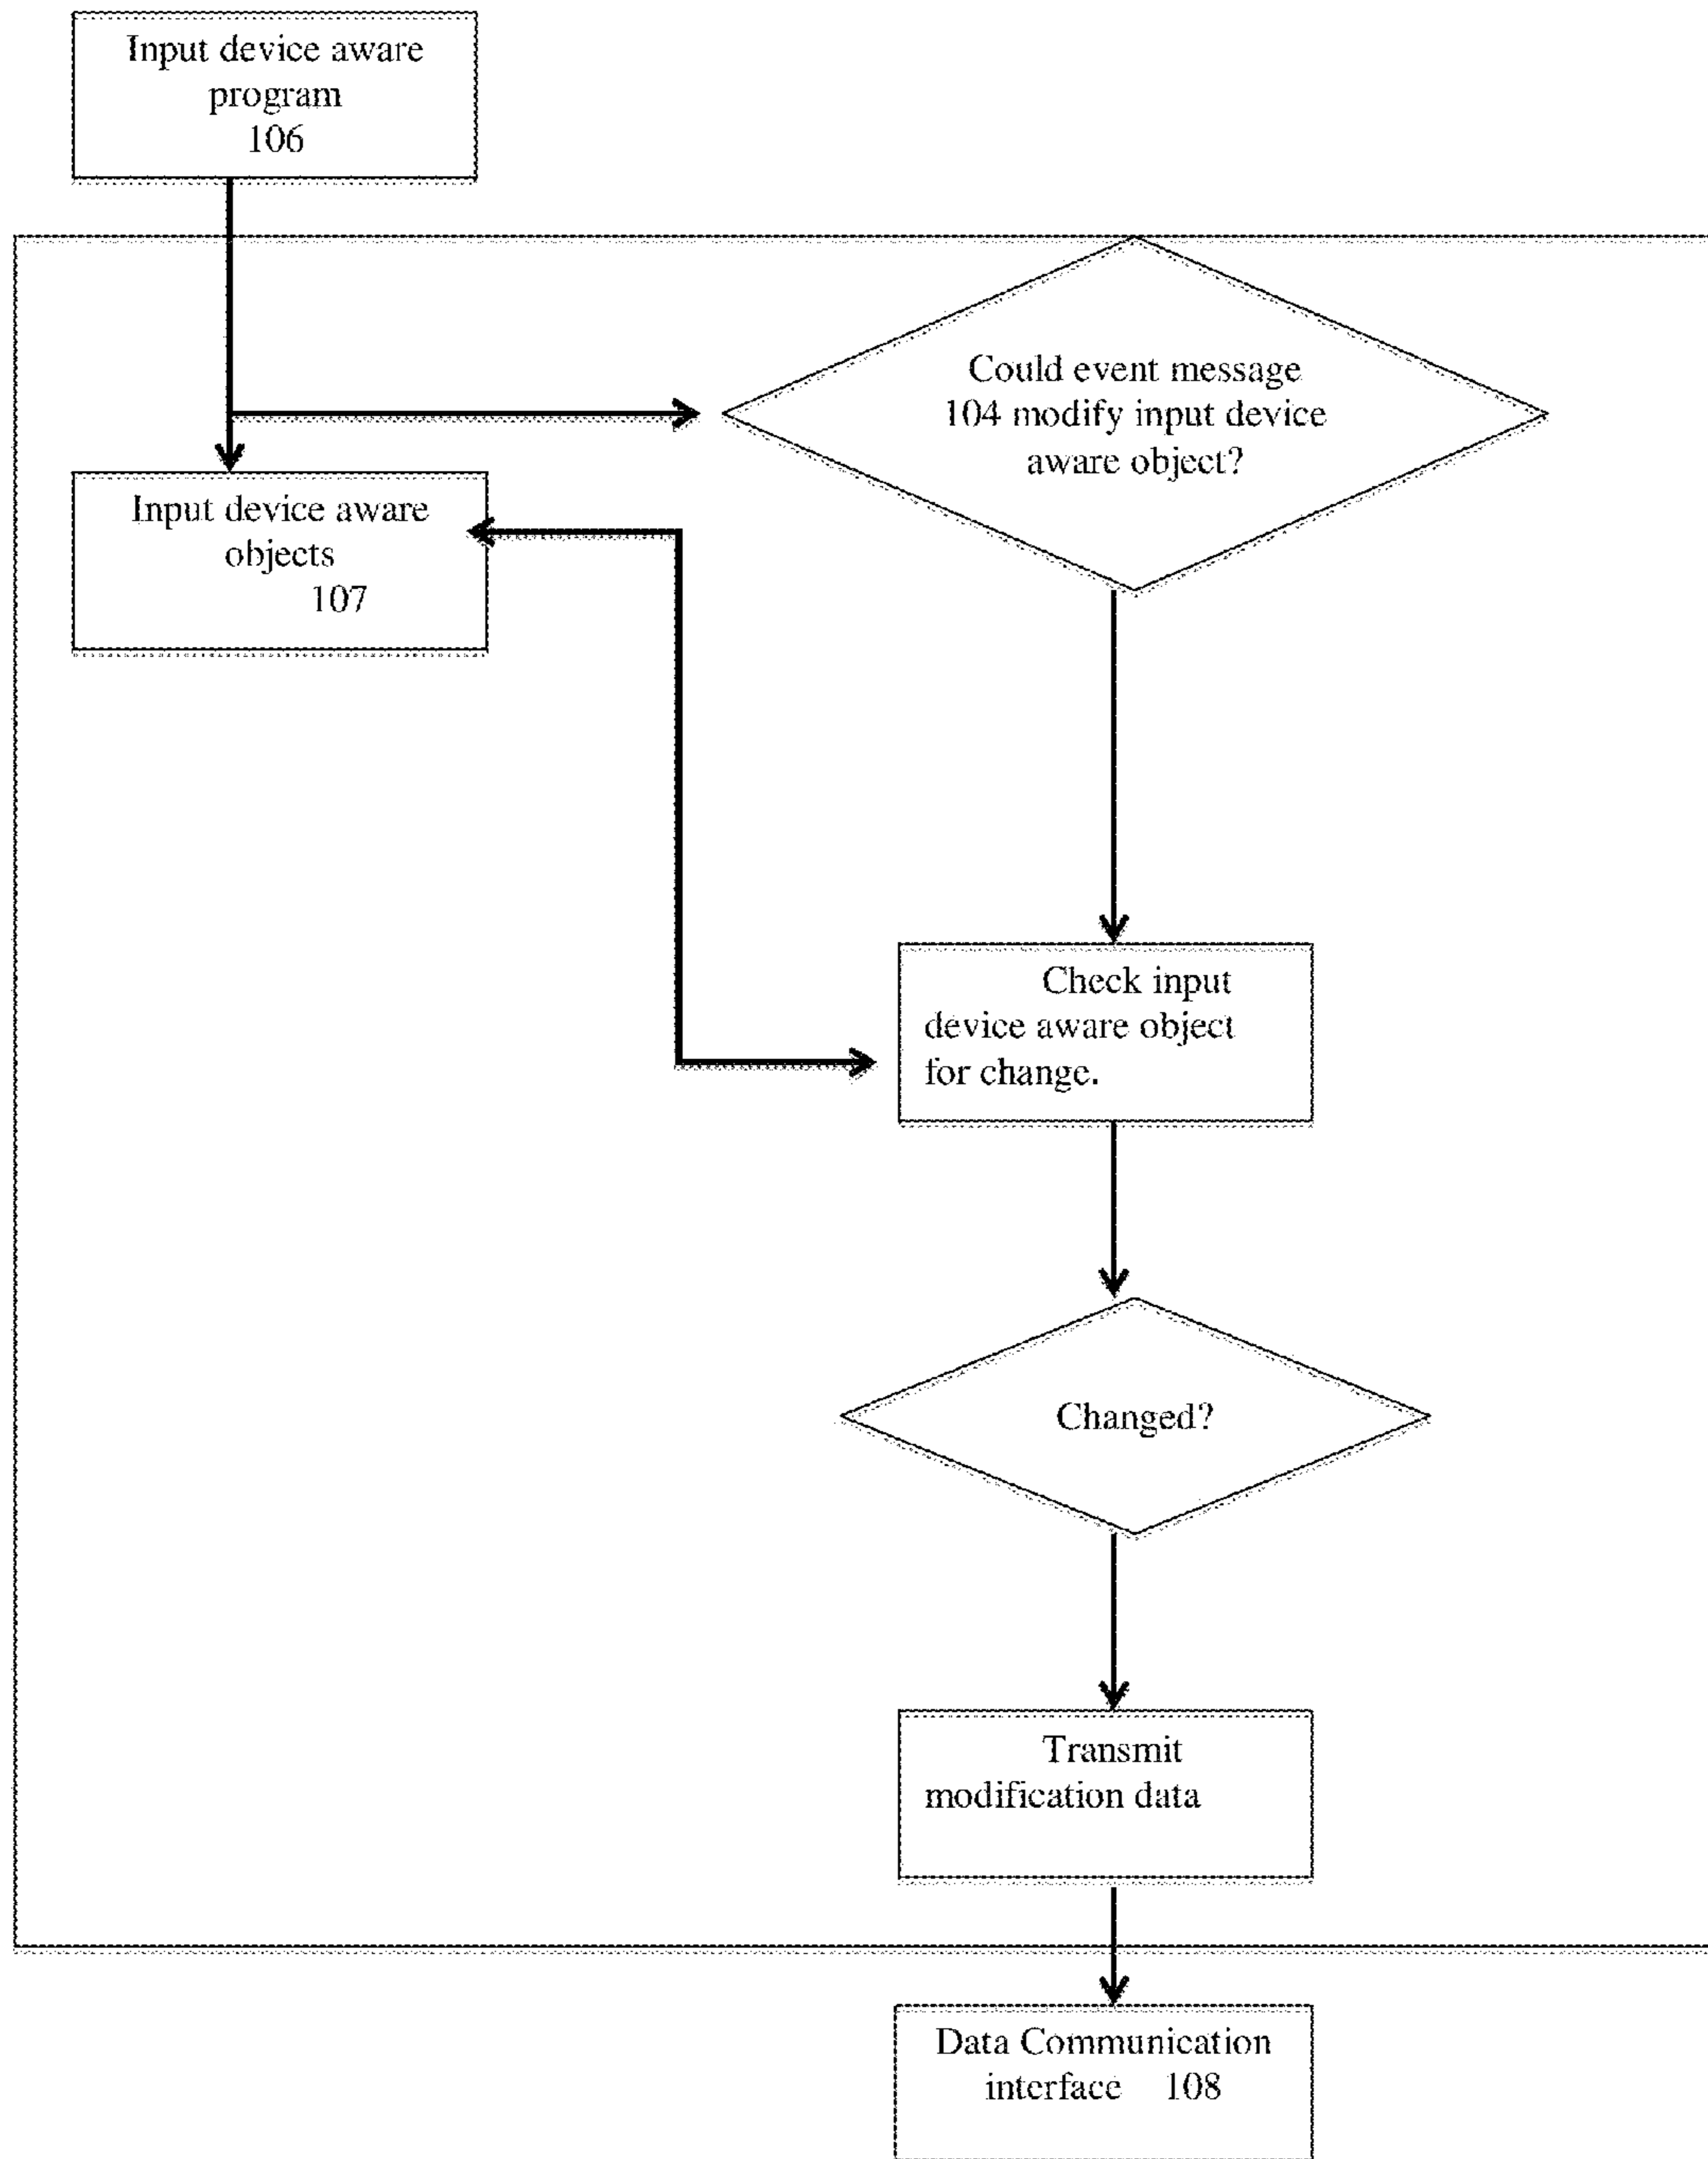 Input device aware
program
106
Could event message
104 modify input device
aware object?
Input device aware
objects
107
Check input
device aware object
for change.
Changed?
Transmit
modification data
Data Communication
interface 108